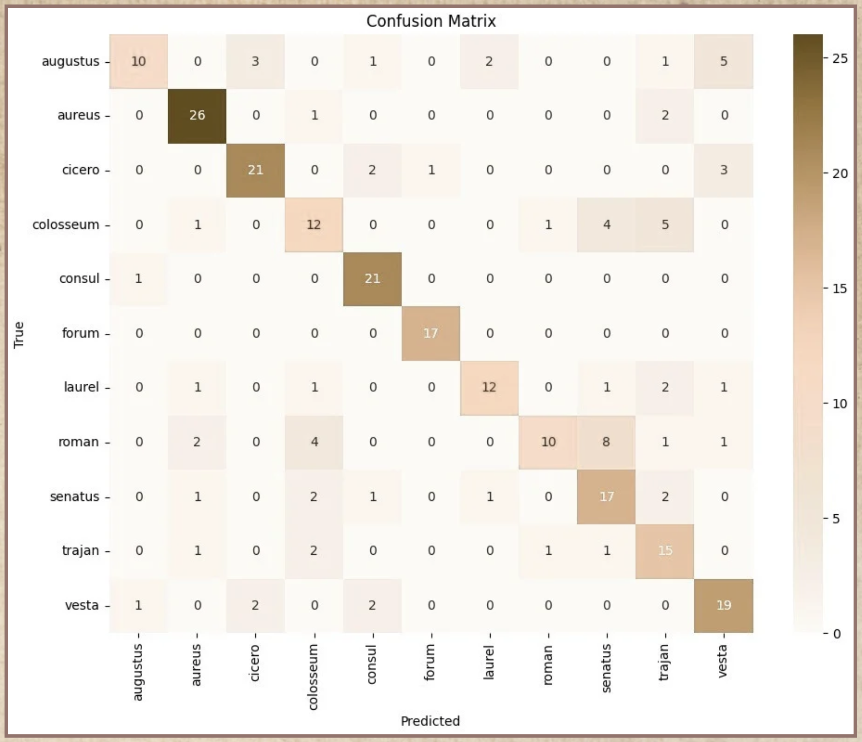 Confusion Matrix
augustus 10 0 3 0 1 0 2 0 0 1 5
aureus 0 26 0 1 0 0 0 0 0 2 0
cicero 0 0 21 0 2 1 0 0 0 0 3
colosseum 0 1 0 12 0 0 0 1 4 5 0
consul 1 0 0 0 21 0 0 0 0 0 0
forum 0 0 0 0 0 17 0 0 0 0 0
laurel 0 1 0 1 0 0 12 0 1 2 1
roman 0 2 0 4 0 0 0 10 8 1 1
senatus 0 1 0 2 1 0 1 0 17 2 0
trajan 0 1 0 2 0 0 0 1 1 15 0
vesta 1 0 2 0 2 0 0 0 0 0 19
True
augustus aureus cicero colosseum consul forum laurel roman senatus trajan vesta
Predicted
25
20
15
10
5
0